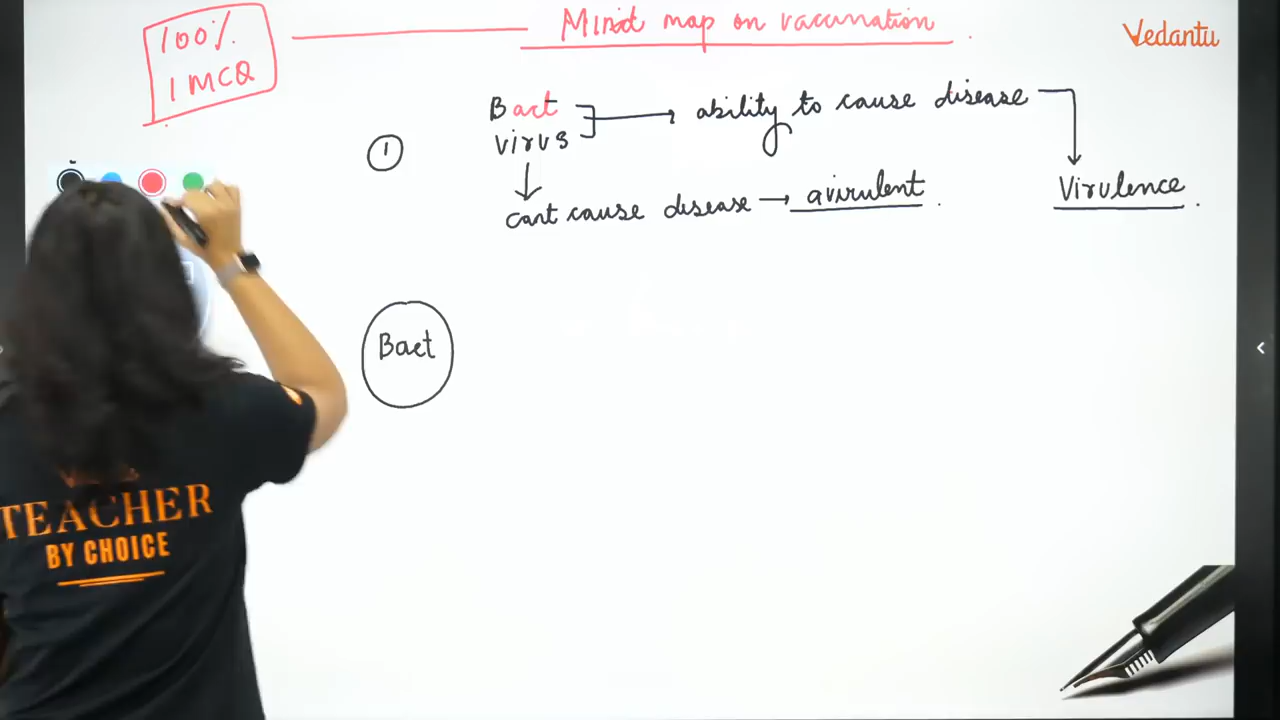 100%
1 MCQ
Mind map on vaccination
Vedantu
1
Bact
virus
ability to cause disease
cant cause disease → avirulent .
Virulence .
Bact
TEACHER
BY CHOICE